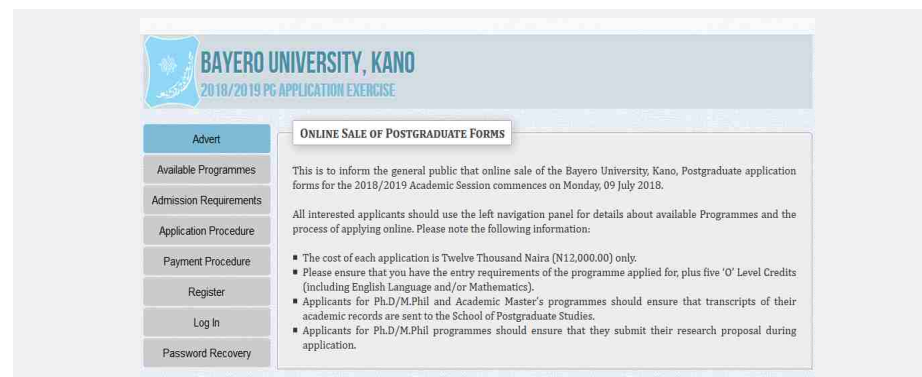 BAYERO UNIVERSITY, KANO
2018/2019 PG APPLICATION EXERCISE
Advert
Available Programmes
Admission Requirements
Application Procedure
Payment Procedure
Register
Log In
Password Recovery
ONLINE SALE OF POSTGRADUATE FORMS
This is to inform the general public that online sale of the Bayero University, Kano, Postgraduate application
forms for the 2018/2019 Academic Session commences on Monday, 09 July 2018.
All interested applicants should use the left navigation panel for details about available Programmes and the
process of applying online. Please note the following information:
▪ The cost of each application is Twelve Thousand Naira (N12,000.00) only.
▪ Please ensure that you have the entry requirements of the programme applied for, plus five 'O' Level Credits
(including English Language and/or Mathematics).
▪ Applicants for Ph.D/M.Phil and Academic Master's programmes should ensure that transcripts of their
academic records are sent to the School of Postgraduate Studies.
▪ Applicants for Ph.D/M.Phil programmes should ensure that they submit their research proposal during
application.